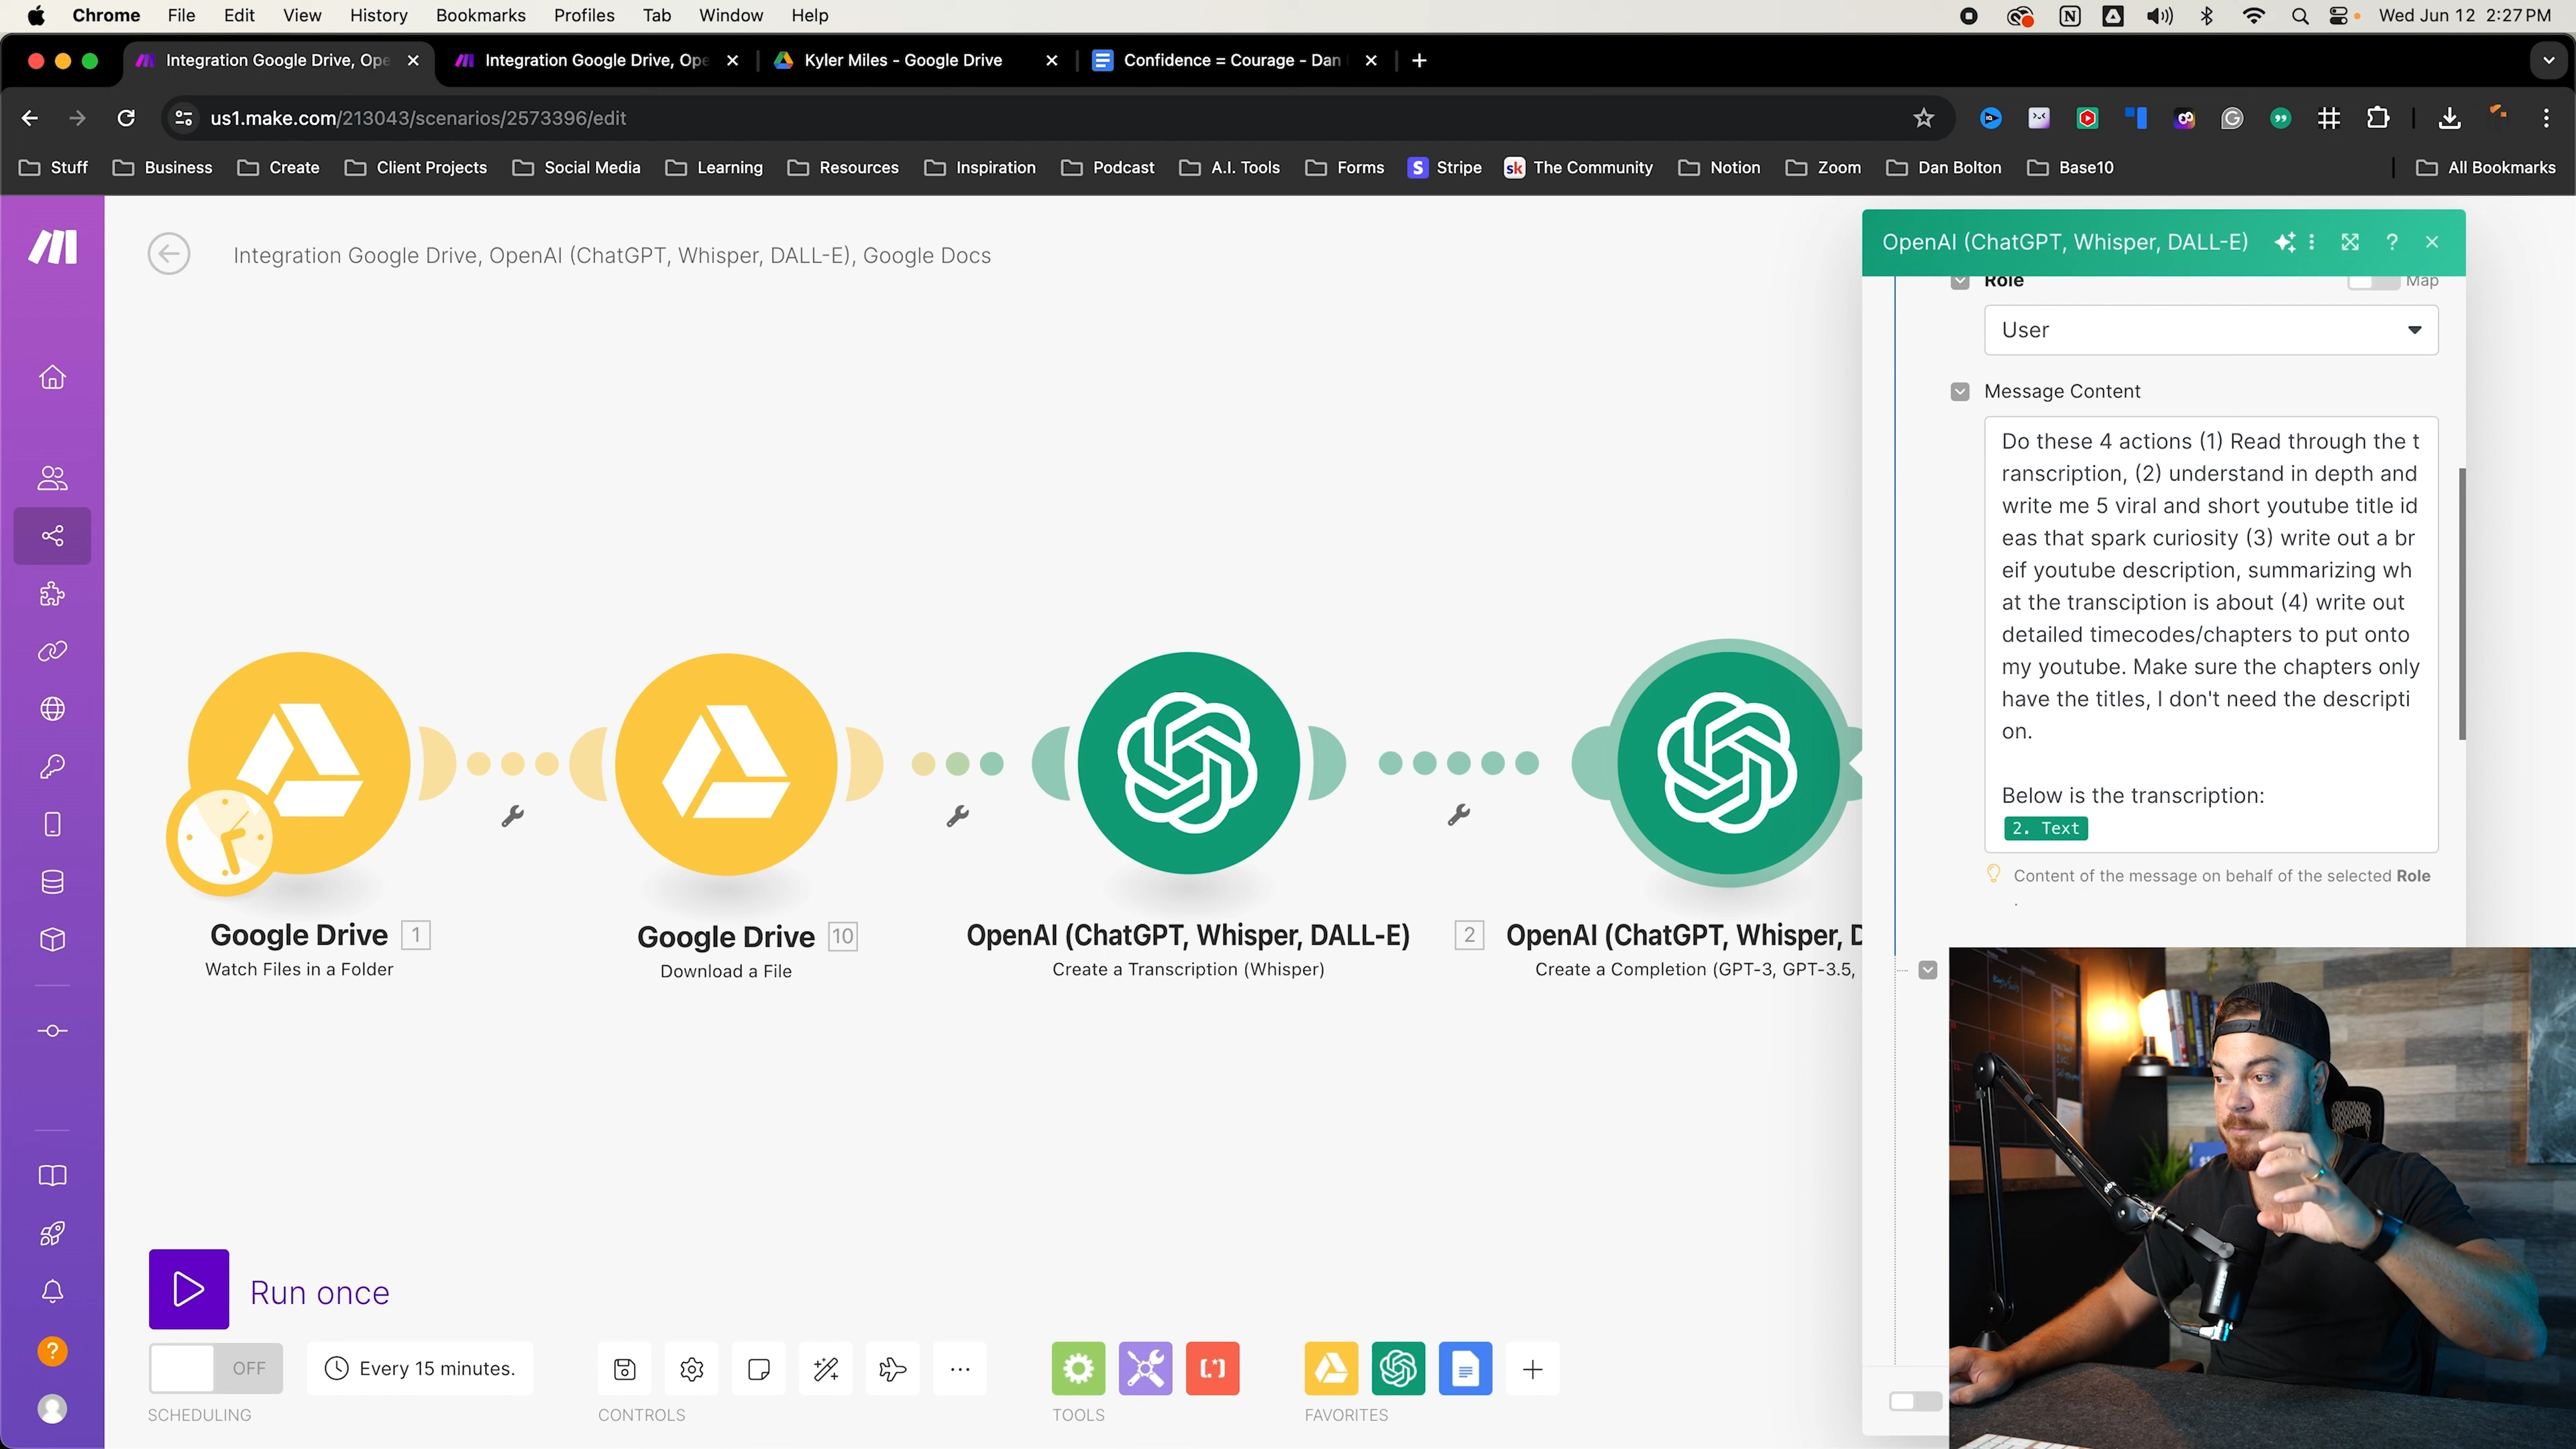 Chrome File Edit View History Bookmarks Profiles Tab Window Help
Wed Jun 12 2:27 PM
Integration Google Drive, Ope
Integration Google Drive, Ope
Kyler Miles - Google Drive
Confidence = Courage - Dan
us1.make.com/213043/scenarios/2573396/edit
Stuff Business Create Client Projects Social Media Learning Resources Inspiration Podcast A.I. Tools Forms Stripe The Community Notion Zoom Dan Bolton Base10 All Bookmarks
Integration Google Drive, OpenAI (ChatGPT, Whisper, DALL-E), Google Docs
OpenAI (ChatGPT, Whisper, DALL-E)
Role
Map
User
Message Content
Do these 4 actions (1) Read through the t
ranscription, (2) understand in depth and
write me 5 viral and short youtube title id
eas that spark curiosity (3) write out a br
eif youtube description, summarizing wh
at the transciption is about (4) write out
detailed timecodes/chapters to put onto
my youtube. Make sure the chapters only
have the titles, I don't need the descripti
on.
Below is the transcription:
2. Text
Content of the message on behalf of the selected Role
.
Google Drive 1
Watch Files in a Folder
Google Drive 10
Download a File
OpenAI (ChatGPT, Whisper, DALL-E) 2
Create a Transcription (Whisper)
OpenAI (ChatGPT, Whisper, D
Create a Completion (GPT-3, GPT-3.5,
Run once
OFF
Every 15 minutes.
SCHEDULING
CONTROLS
TOOLS
FAVORITES